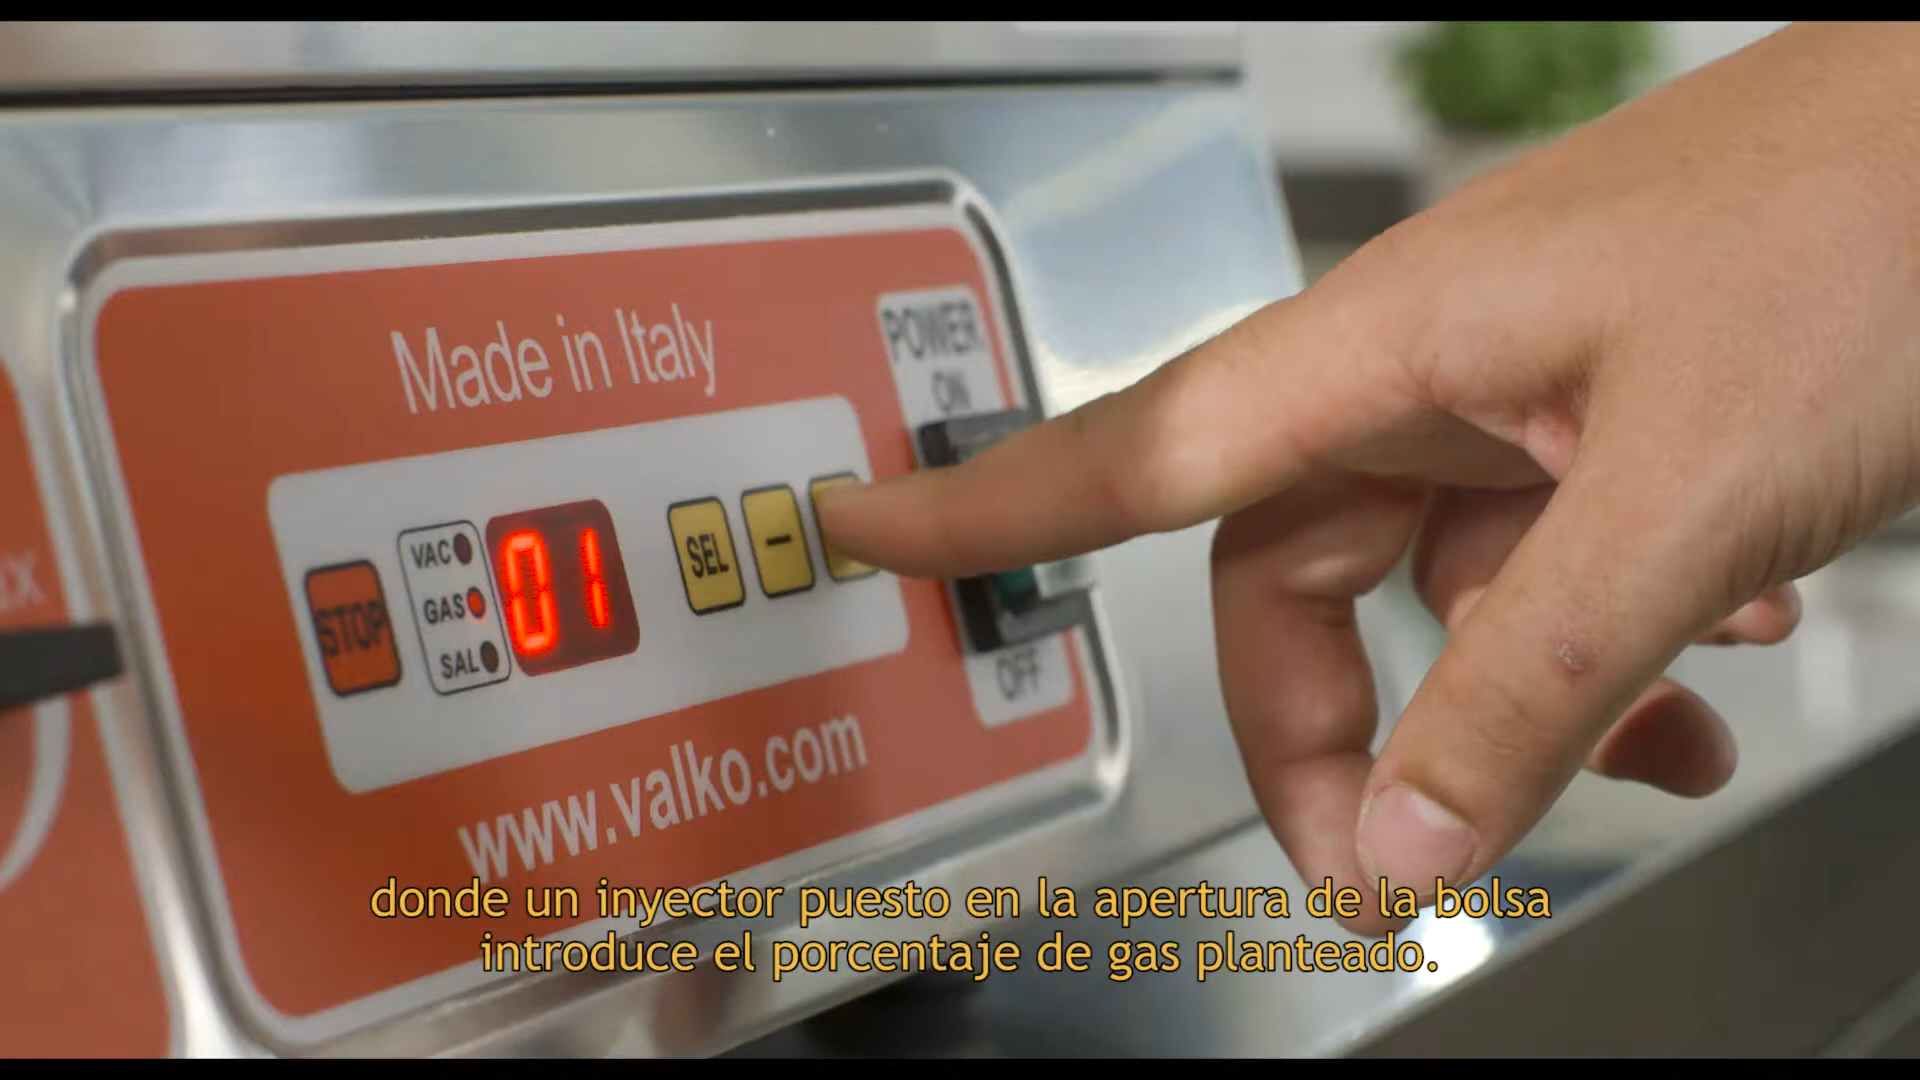 Made in Italy
POWER
ON
STOP
VAC
GAS
SAL
01
SEL
-
OFF
www.valko.com
donde un inyector puesto en la apertura de la bolsa
introduce el porcentaje de gas planteado.